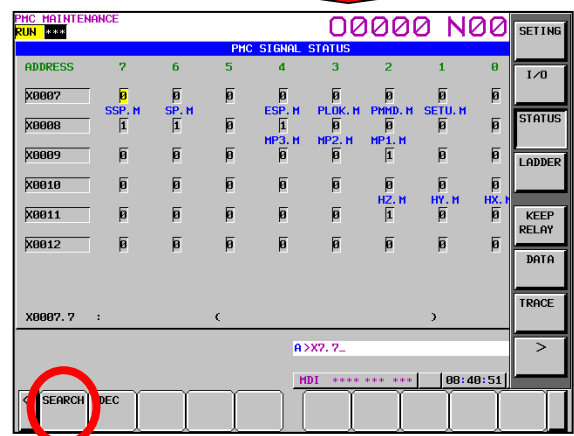 PMC MAINTENANCE
RUN *** O0000 N00
PMC SIGNAL STATUS
ADDRESS 7 6 5 4 3 2 1 0
X0007 0 0 0 0 0 0 0 0
SSP.M SP.M ESP.M PLOK.M PMMD.M SETU.M
X0008 1 1 0 1 0 0 0 0
MP3.M MP2.M MP1.M
X0009 0 0 0 0 0 1 0 0
X0010 0 0 0 0 0 0 0 0
HZ.M HY.M HX.M
X0011 0 0 0 0 0 1 0 0
X0012 0 0 0 0 0 0 0 0
X0007.7 : ( )
A>X7.7_
MDI **** *** *** 08:40:51
< SEARCH DEC
SETING
I/O
STATUS
LADDER
KEEP
RELAY
DATA
TRACE
>